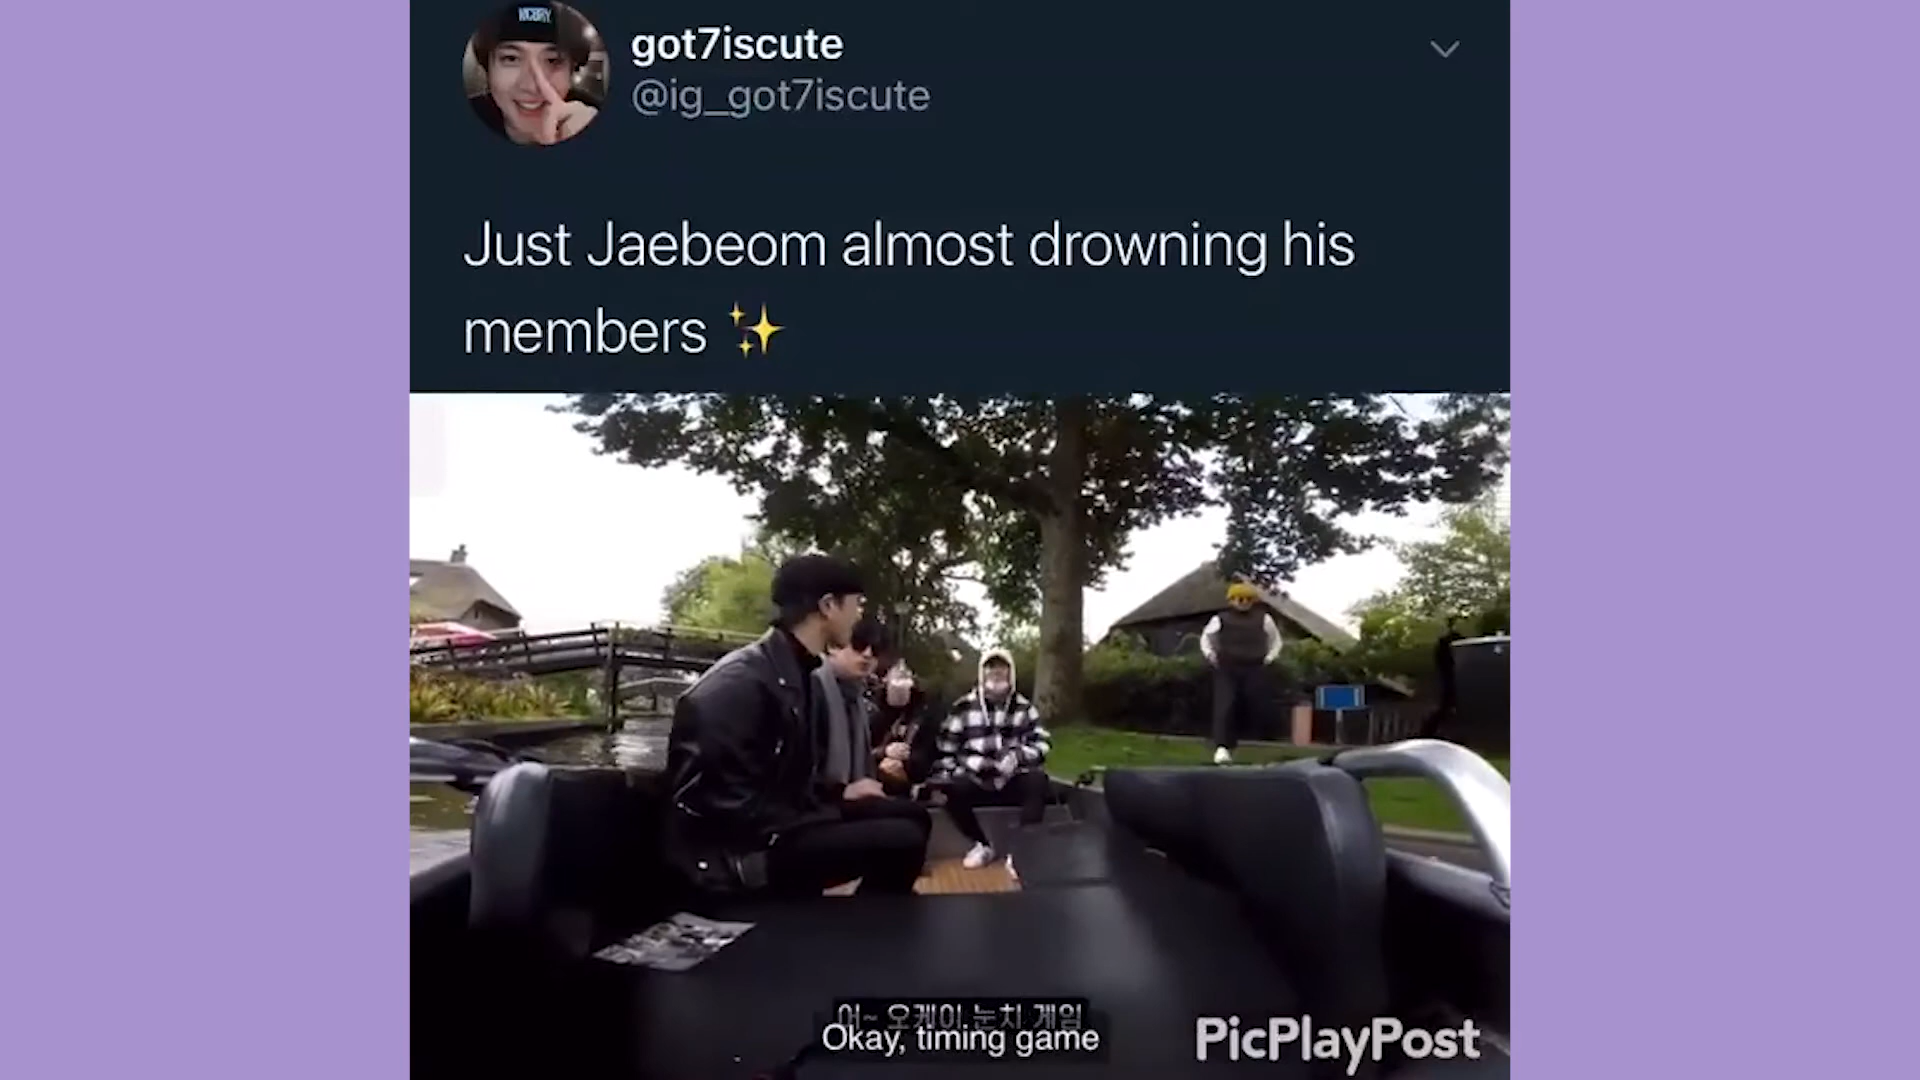 got7iscute
@ig_got7iscute
Just Jaebeom almost drowning his
members ✨
어~ 오케이 눈치 게임
Okay, timing game
PicPlayPost